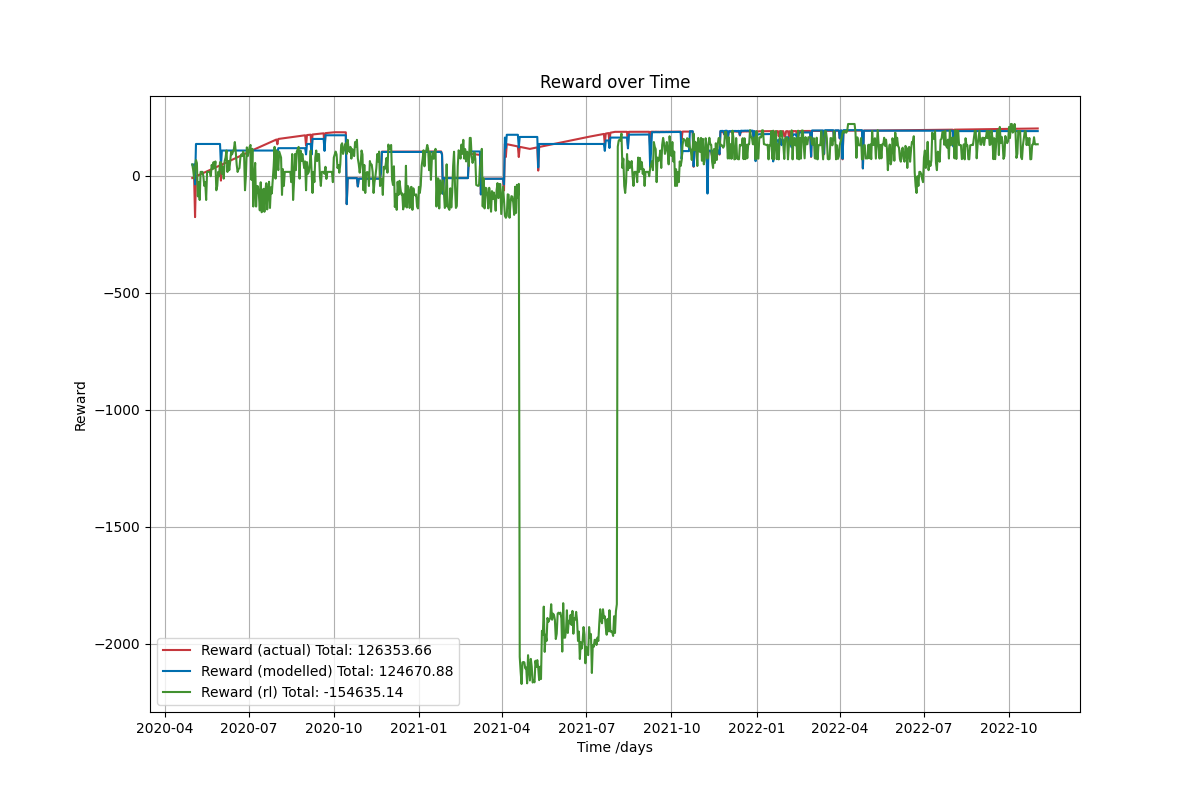 Reward over Time
Reward
0
−500
−1000
−1500
−2000
Reward (actual) Total: 126353.66
Reward (modelled) Total: 124670.88
Reward (rl) Total: -154635.14
2020-04
2020-07
2020-10
2021-01
2021-04
2021-07
2021-10
2022-01
2022-04
2022-07
2022-10
Time /days